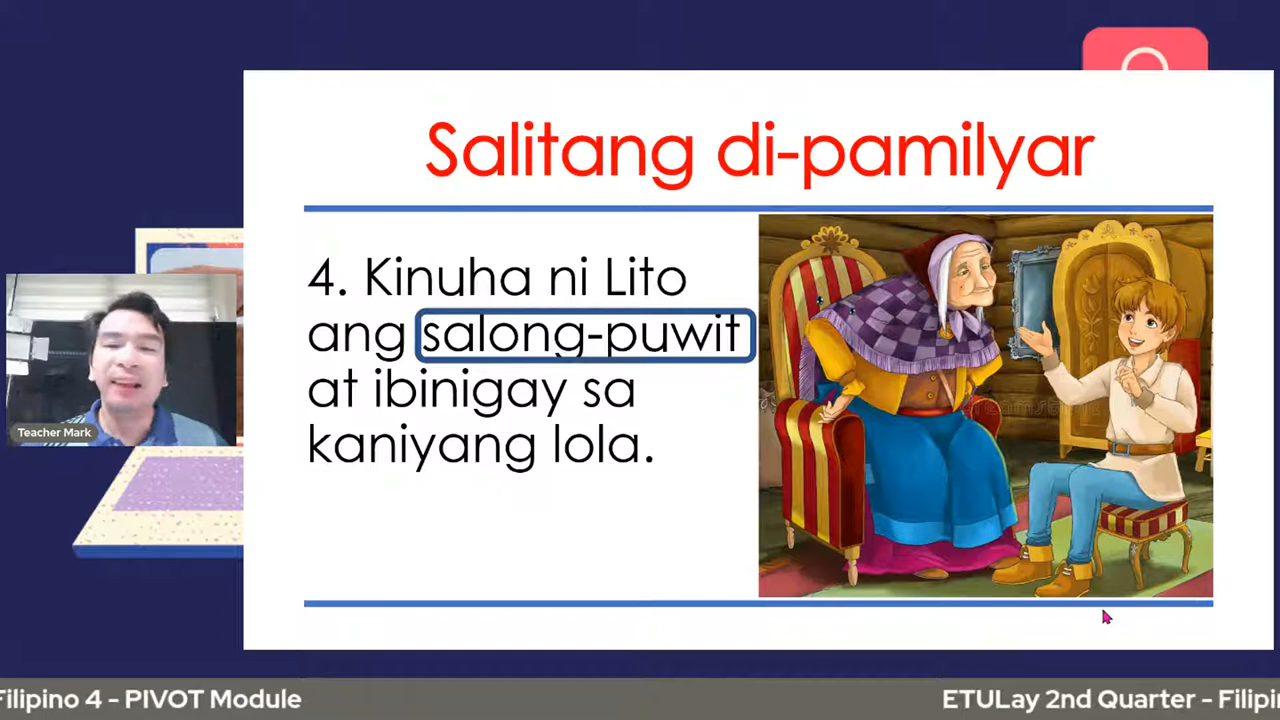 Salitang di-pamilyar
4. Kinuha ni Lito
ang salong-puwit
at ibinigay sa
kaniyang lola.
Teacher Mark
Filipino 4 - PIVOT Module
ETULay 2nd Quarter - Filipi